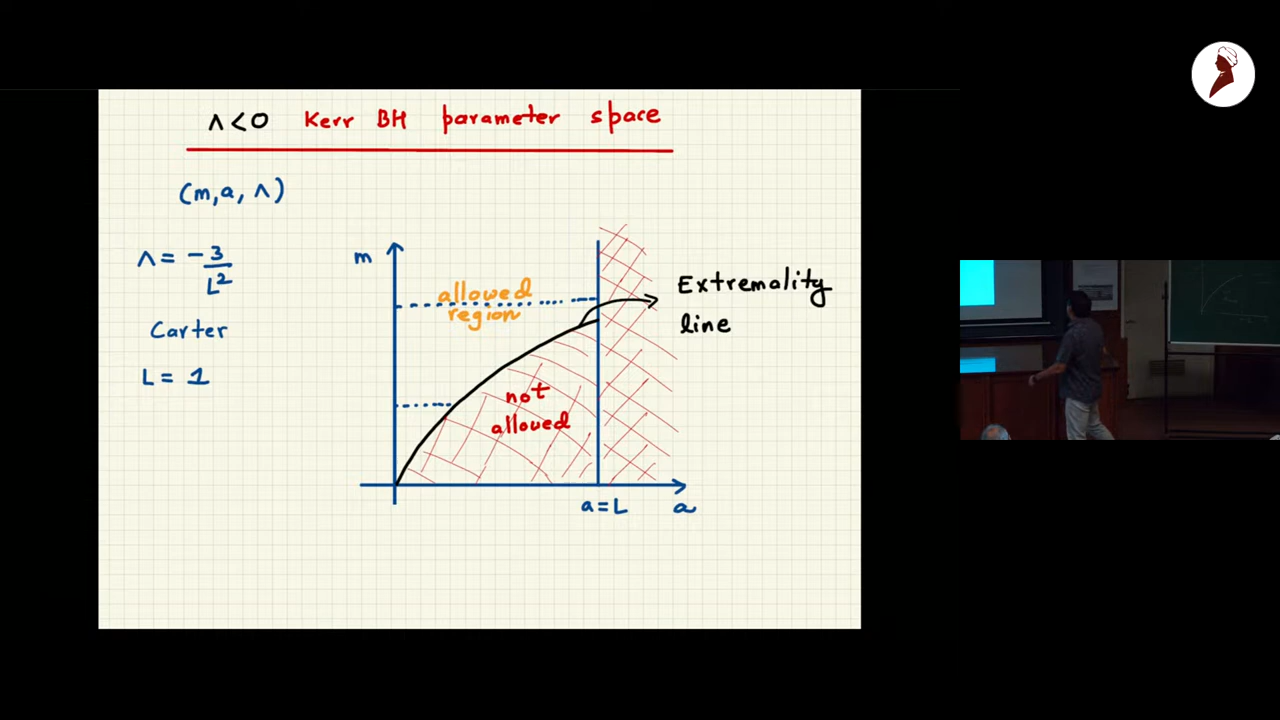 Λ<0 Kerr BH parameter space
(m,a, Λ)
Λ = -3/L²
Carter
L = 1
m
allowed
region
Extremality
line
not
allowed
a=L
a